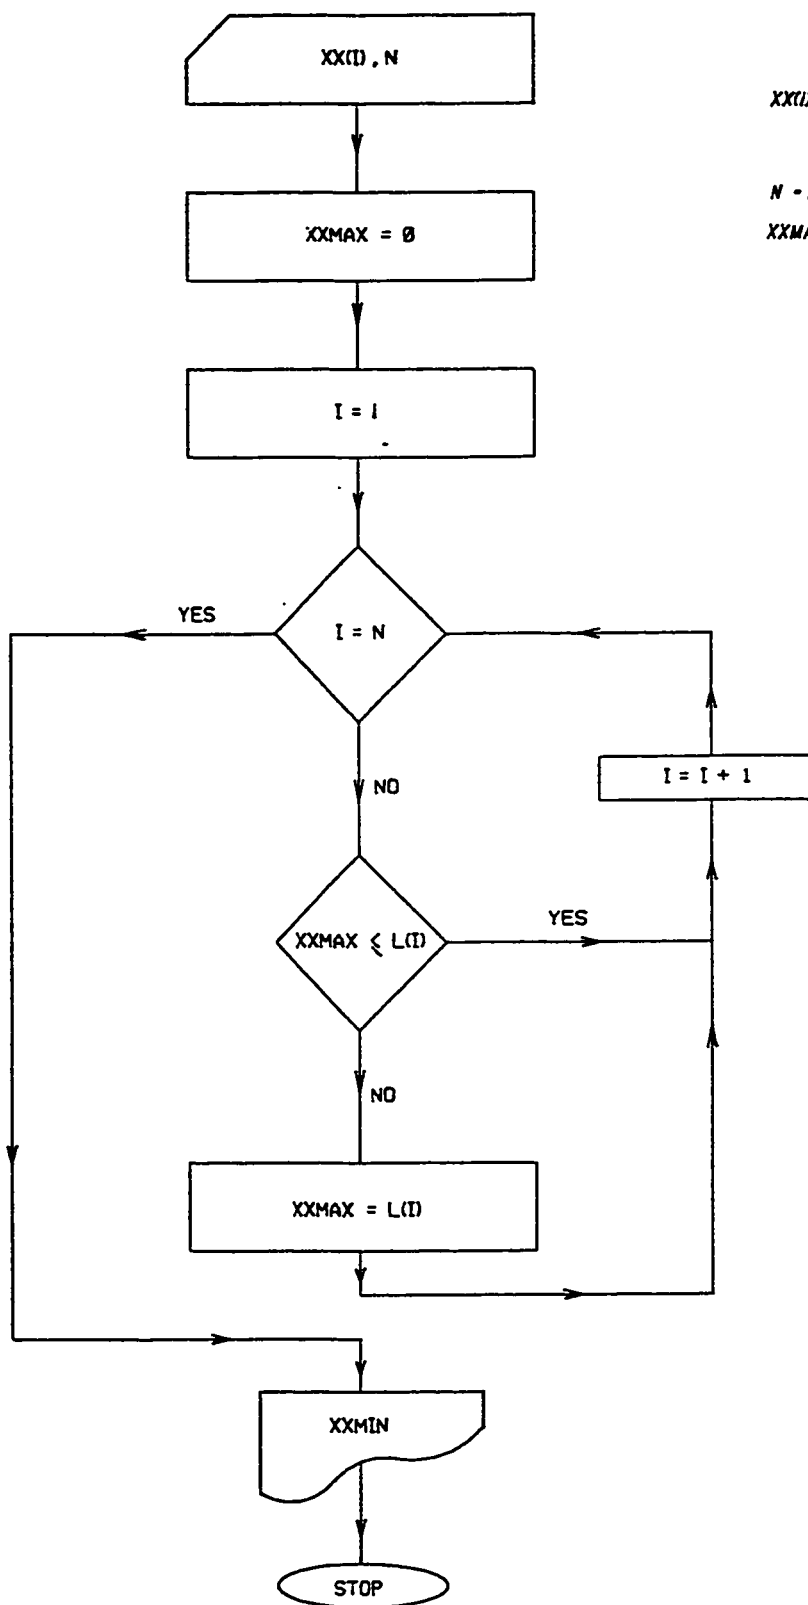 XX(I), N
XX(I)
N -
XXMAX = 0
XXMA
I = 1
YES
I = N
I = I + 1
NO
XXMAX ≤ L(I)
YES
NO
XXMAX = L(I)
XXMIN
STOP